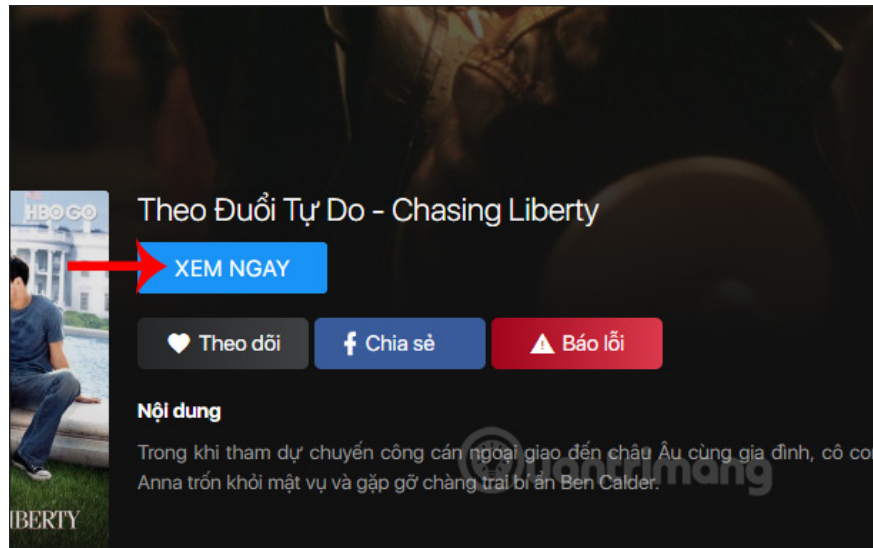 HBO GO
Theo Đuổi Tự Do - Chasing Liberty
XEM NGAY
Theo dõi
Chia sẻ
Báo lỗi
Nội dung
Trong khi tham dự chuyến công cán ngoại giao đến châu Âu cùng gia đình, cô co
Anna trốn khỏi mật vụ và gặp gỡ chàng trai bí ẩn Ben Calder.
uantrimang
IBERTY